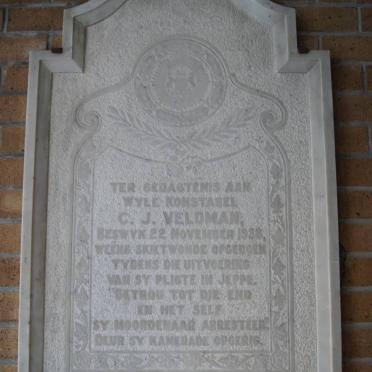 TER GEDAGTENIS AAN
WYLE KONSTABEL
C. J. VELDMAN,
BESWYK 22 NOVEMBER 1938,
WEENS SKIETWONDE OPGEDOEN
TYDENS DIE UITVOERING
VAN SY PLIGTE IN JEPPE.
GETROU TOT DIE END
EN HET SELF
SY MOORDENAAR ARRESTEER.
DEUR SY KAMERADE OPGERIG.